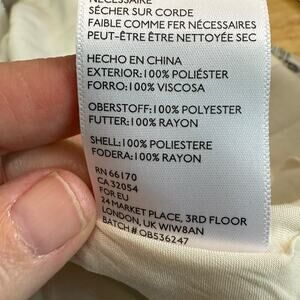 NÉCESSAIRE
SÉCHER SUR CORDE
FAIBLE COMME FER NÉCESSAIRES
PEUT-ÊTRE ÊTRE NETTOYÉE SEC
HECHO EN CHINA
EXTERIOR:100% POLIÉSTER
FORRO:100% VISCOSA
OBERSTOFF:100% POLYESTER
FUTTER:100% RAYON
SHELL:100% POLIESTERE
FODERA:100% RAYON
RN 66170
CA 32054
FOR EU
24 MARKET PLACE, 3RD FLOOR
LONDON, UK WIW8AN
BATCH # OB536247